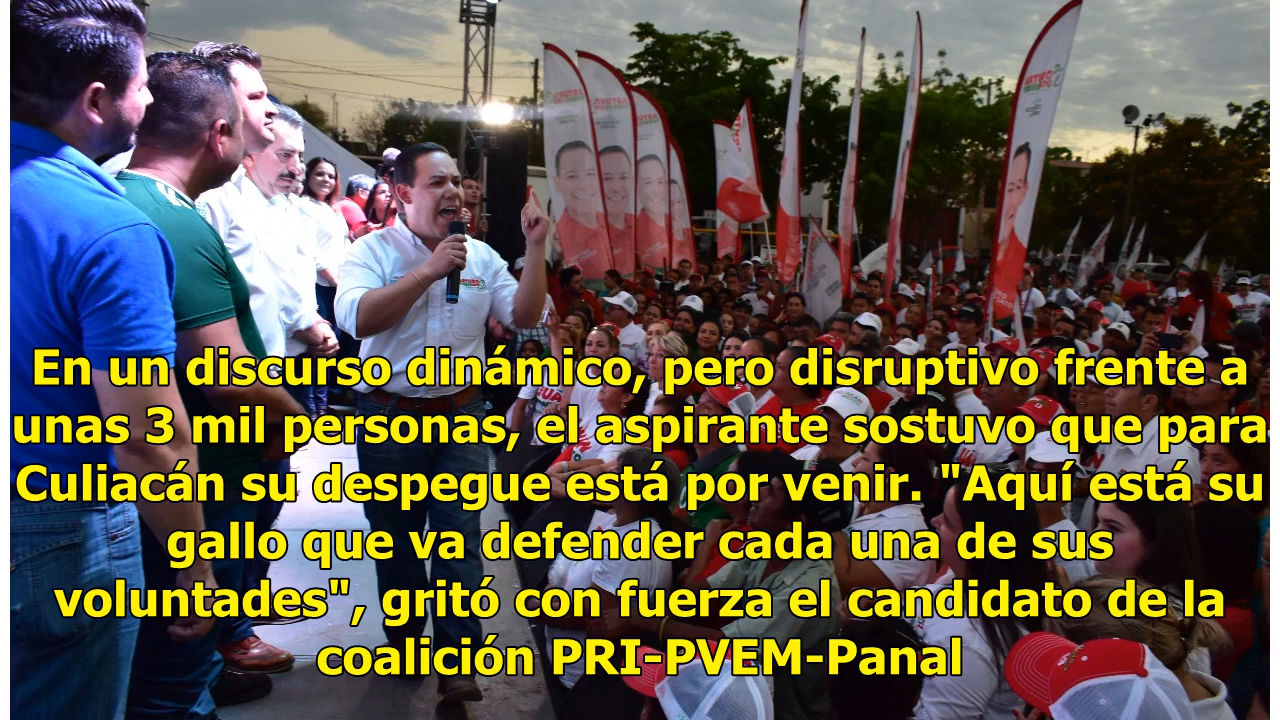 En un discurso dinámico, pero disruptivo frente a
unas 3 mil personas, el aspirante sostuvo que para
Culiacán su despegue está por venir. "Aquí está su
gallo que va defender cada una de sus
voluntades", gritó con fuerza el candidato de la
coalición PRI-PVEM-Panal